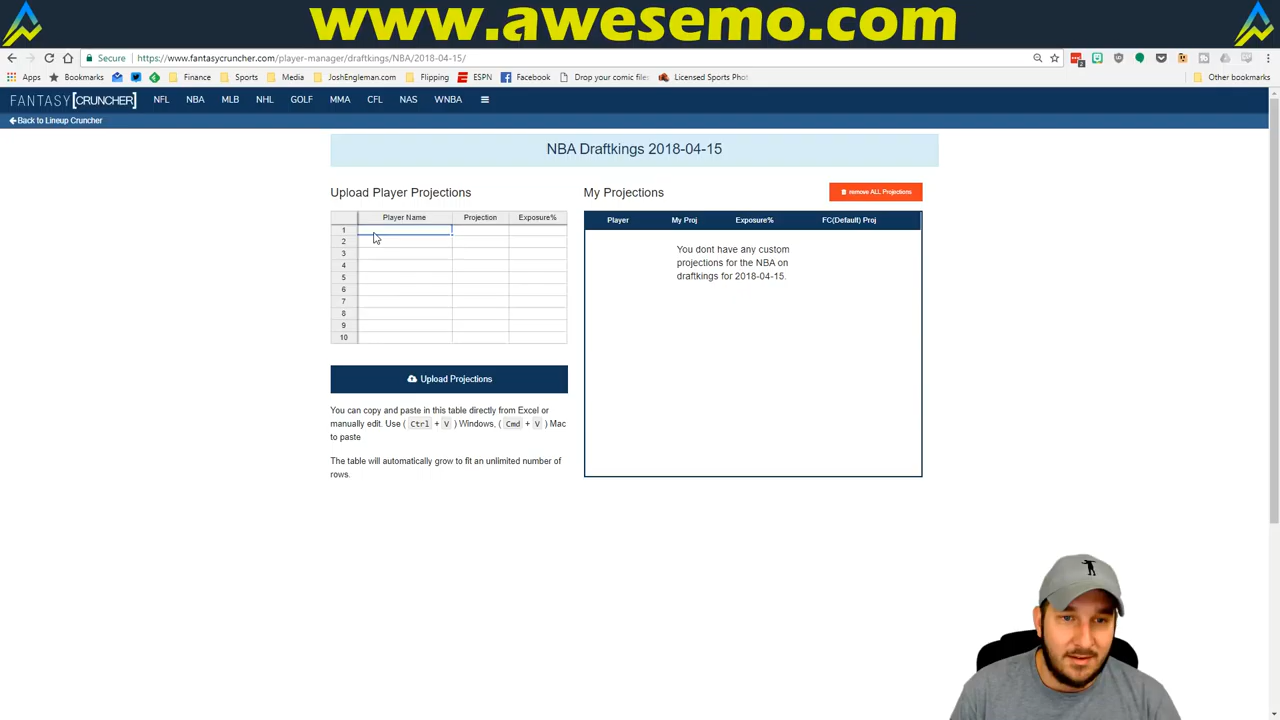 www.awesemo.com
Secure https://www.fantasycruncher.com/player-manager/draftkings/NBA/2018-04-15/
Apps Bookmarks Finance Sports Media JoshEngleman.com Flipping ESPN Facebook Drop your comic files Licensed Sports Phot Other bookmarks
FANTASY [CRUNCHER] NFL NBA MLB NHL GOLF MMA CFL NAS WNBA
Back to Lineup Cruncher
NBA Draftkings 2018-04-15
Upload Player Projections
Player Name Projection Exposure%
1
2
3
4
5
6
7
8
9
10
Upload Projections
You can copy and paste in this table directly from Excel or
manually edit. Use ( Ctrl + V ) Windows, ( Cmd + V ) Mac
to paste
The table will automatically grow to fit an unlimited number of
rows.
My Projections
remove ALL Projections
Player My Proj Exposure% FC(Default) Proj
You dont have any custom
projections for the NBA on
draftkings for 2018-04-15.